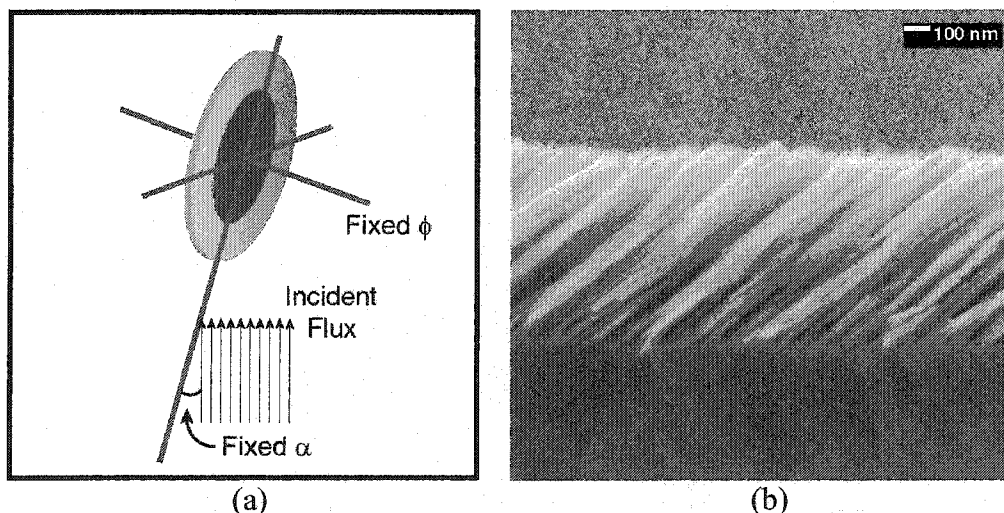 Fixed ϕ
Incident
Flux
Fixed α
(a)
100 nm
(b)